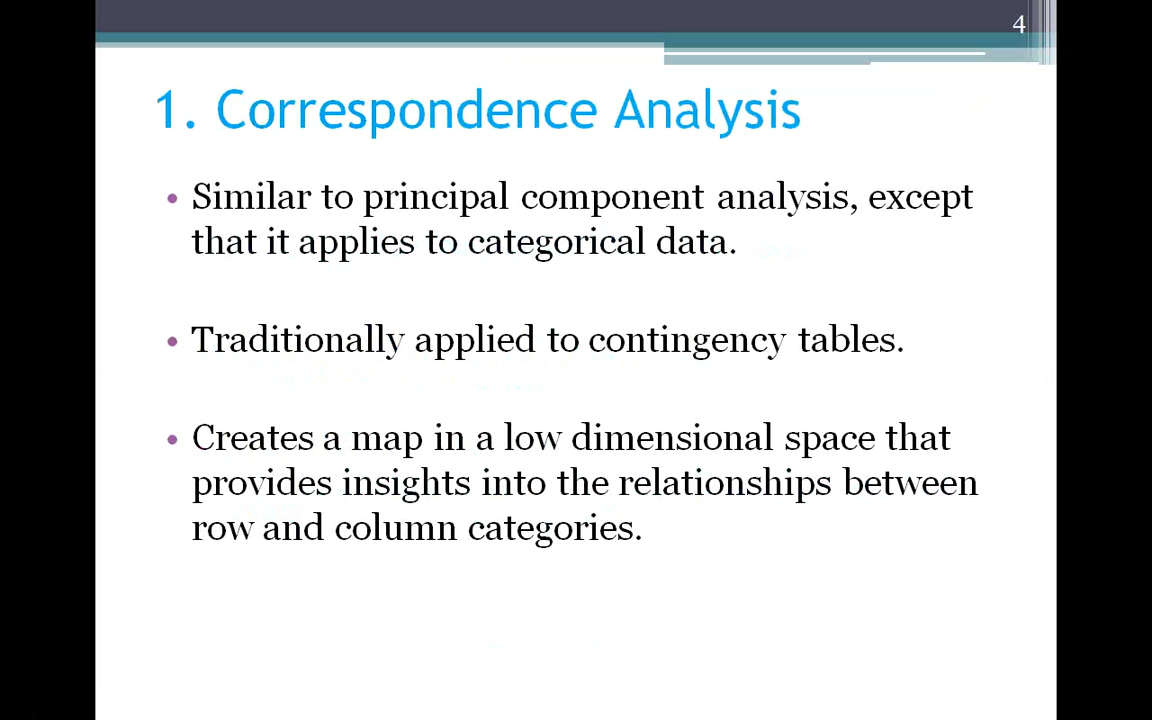 4
1. Correspondence Analysis
• Similar to principal component analysis, except
that it applies to categorical data.
• Traditionally applied to contingency tables.
• Creates a map in a low dimensional space that
provides insights into the relationships between
row and column categories.